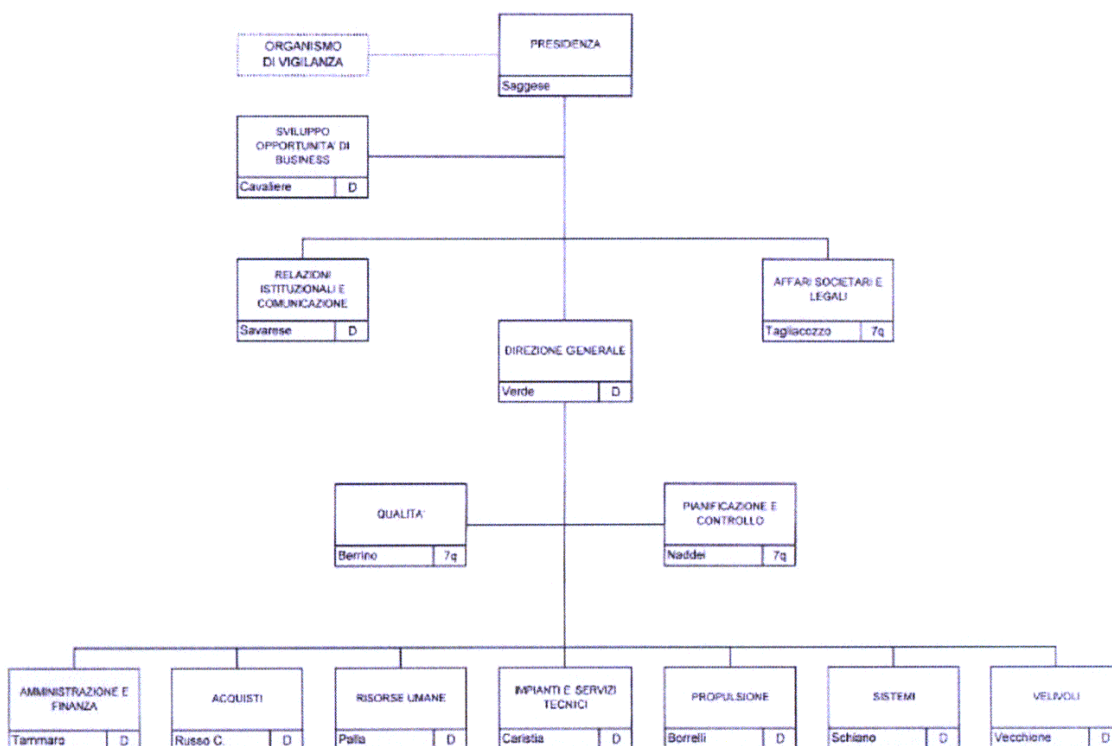 ORGANISMO
DI VIGILANZA
PRESIDENZA
Saggese
SVILUPPO
OPPORTUNITA' DI
BUSINESS
Cavaliere D
RELAZIONI
ISTITUZIONALI E
COMUNICAZIONE
Savarese D
AFFARI SOCIETARI E
LEGALI
Tagliacozzo 7q
DIREZIONE GENERALE
Verde D
QUALITA'
Berrino 7q
PIANIFICAZIONE E
CONTROLLO
Naddei 7q
AMMINISTRAZIONE E
FINANZA
Tammaro D
ACQUISTI
Russo C. D
RISORSE UMANE
Palla D
IMPIANTI E SERVIZI
TECNICI
Caristia D
PROPULSIONE
Borrelli D
SISTEMI
Schiano D
VELIVOLI
Vecchione D